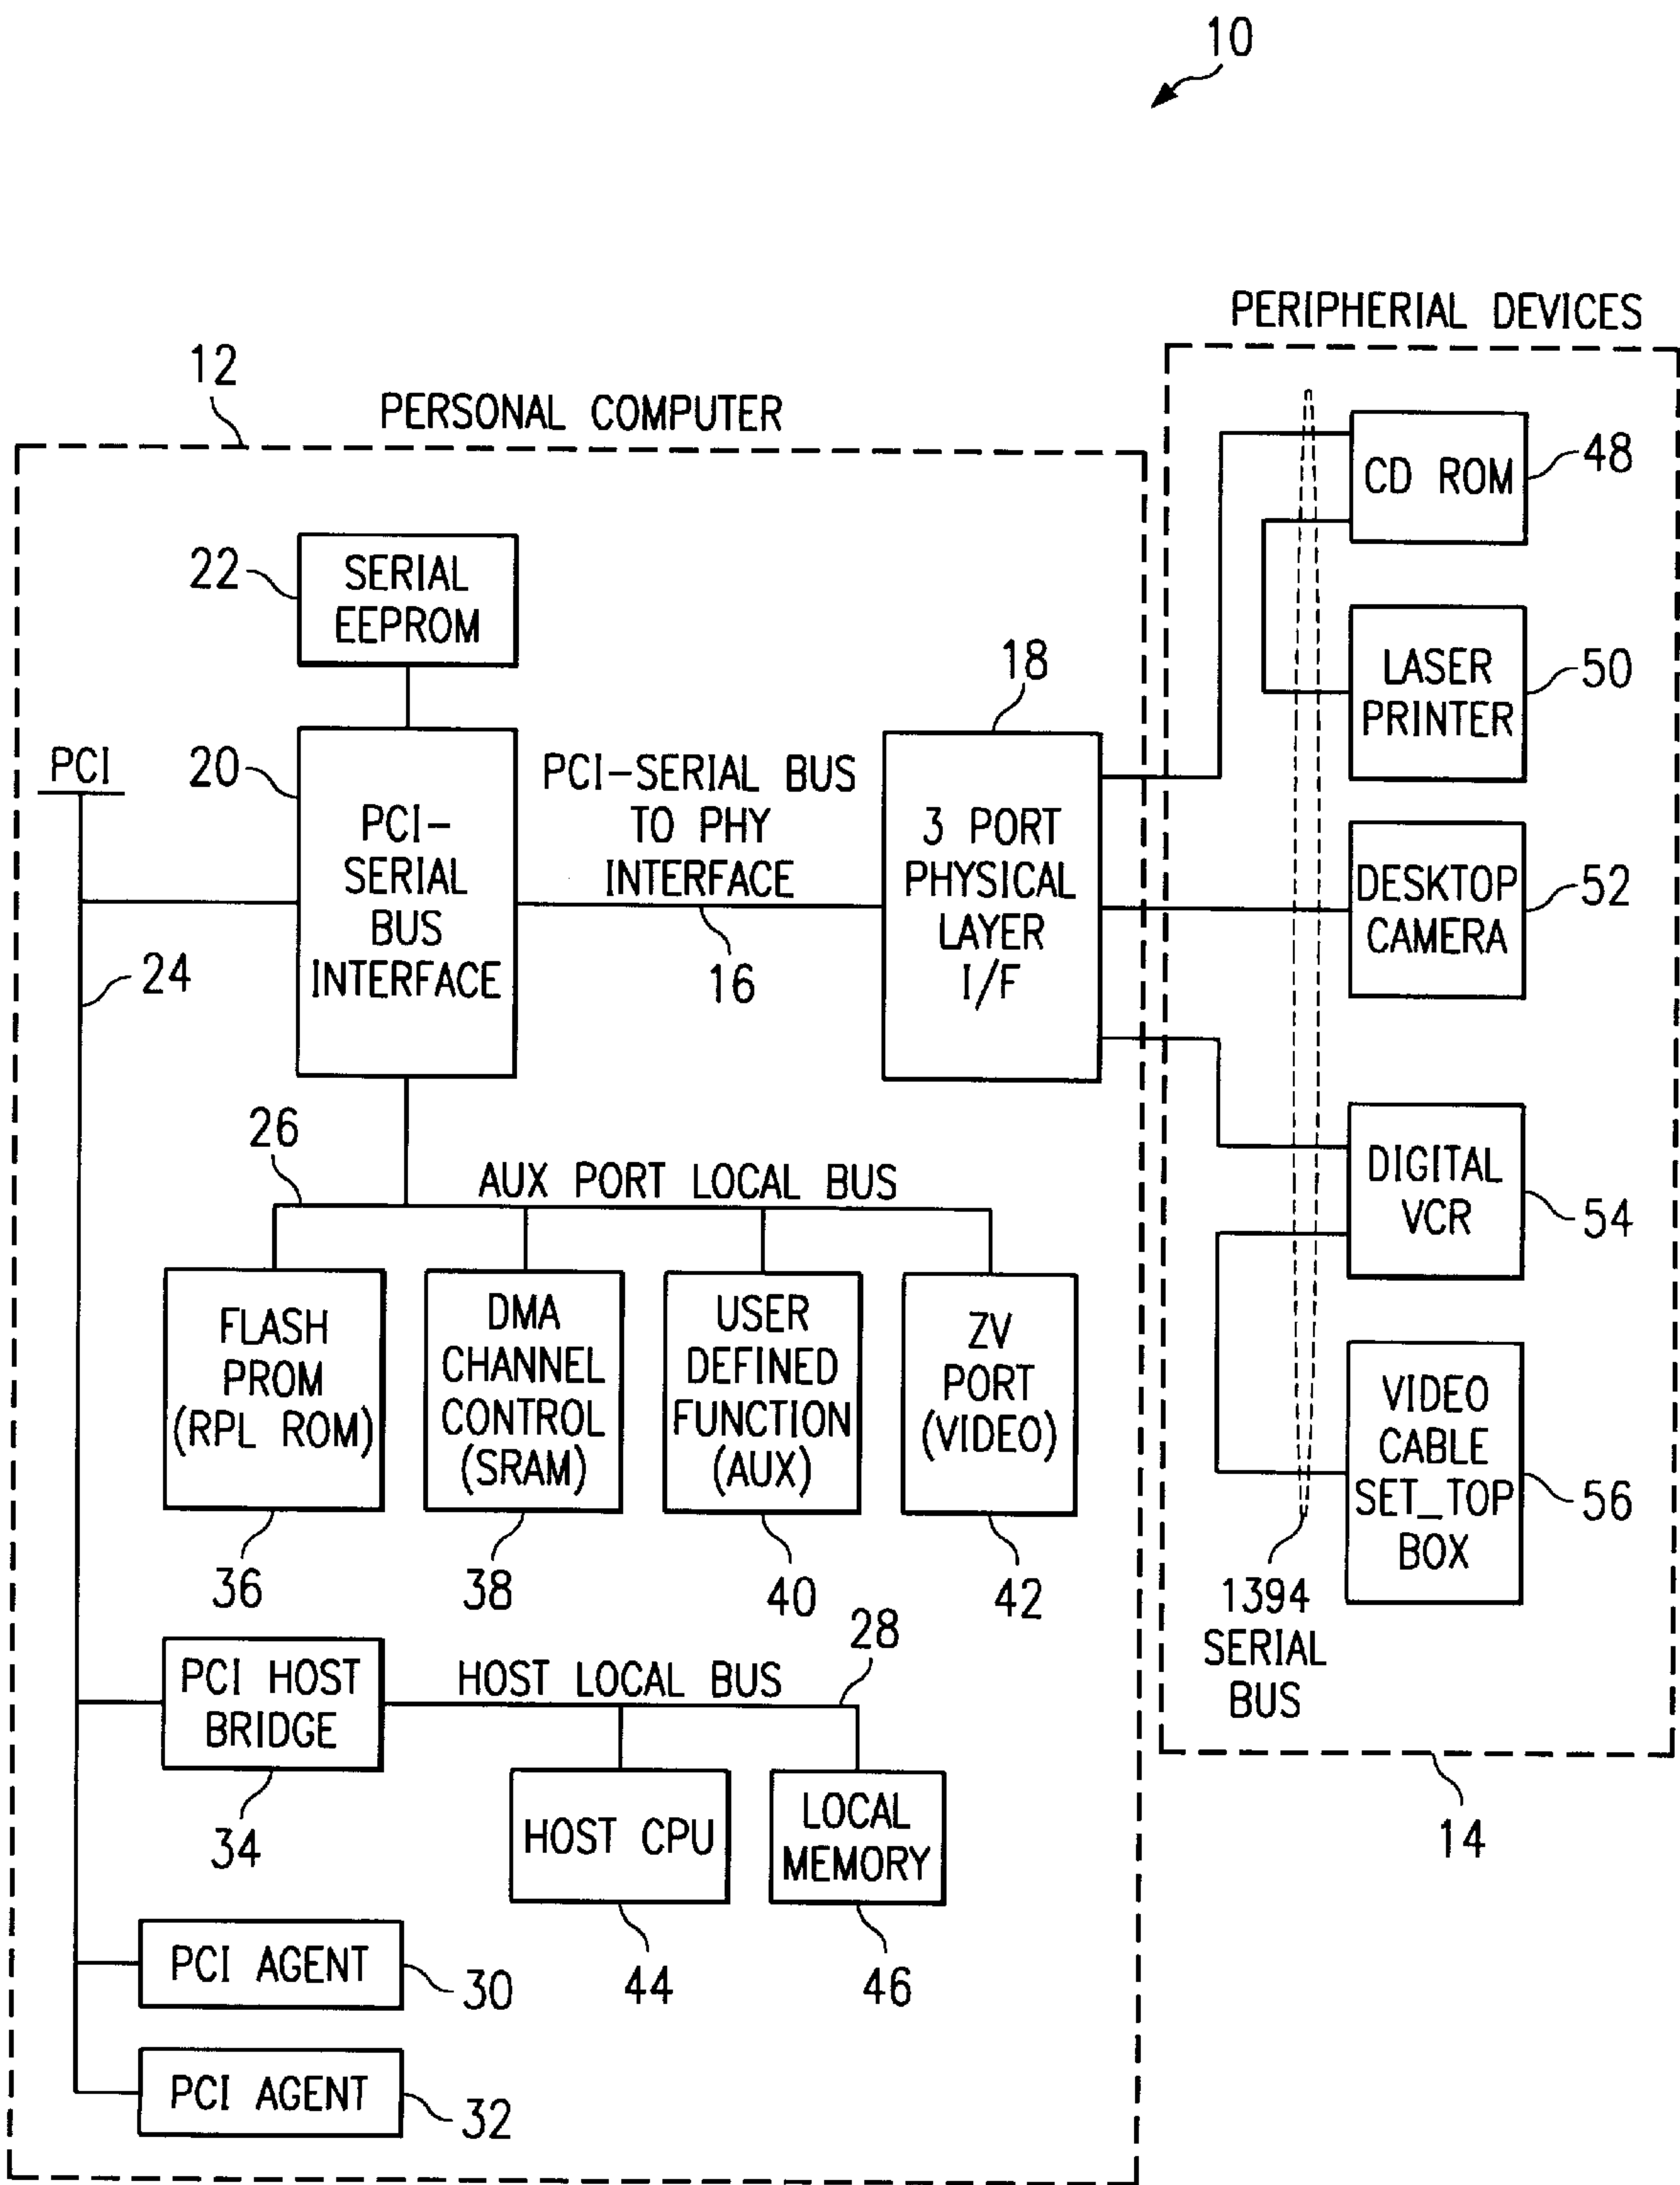 10
PERIPHERIAL DEVICES
12
PERSONAL COMPUTER
CD ROM
48
22
SERIAL
EEPROM
LASER
PRINTER
50
18
PCI
20
PCI-
SERIAL
BUS
INTERFACE
PCI-SERIAL BUS
TO PHY
INTERFACE
16
3 PORT
PHYSICAL
LAYER
I/F
DESKTOP
CAMERA
52
24
26
AUX PORT LOCAL BUS
DIGITAL
VCR
54
FLASH
PROM
(RPL ROM)
36
DMA
CHANNEL
CONTROL
(SRAM)
38
USER
DEFINED
FUNCTION
(AUX)
40
ZV
PORT
(VIDEO)
42
VIDEO
CABLE
SET_TOP
BOX
56
1394
SERIAL
BUS
14
PCI HOST
BRIDGE
34
HOST LOCAL BUS
28
HOST CPU
44
LOCAL
MEMORY
46
PCI AGENT
30
PCI AGENT
32